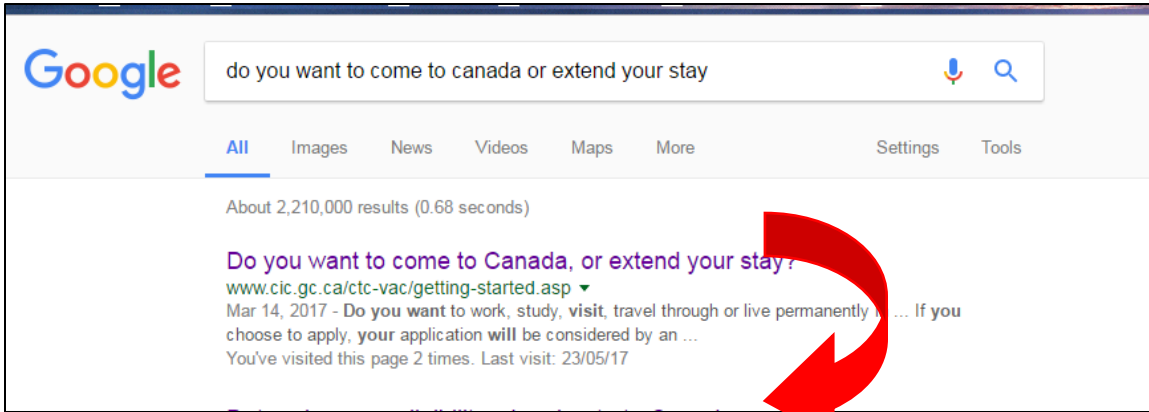 Google
do you want to come to canada or extend your stay
All Images News Videos Maps More Settings Tools
About 2,210,000 results (0.68 seconds)
Do you want to come to Canada, or extend your stay?
www.cic.gc.ca/ctc-vac/getting-started.asp
Mar 14, 2017 - Do you want to work, study, visit, travel through or live permanently ... If you
choose to apply, your application will be considered by an ...
You've visited this page 2 times. Last visit: 23/05/17